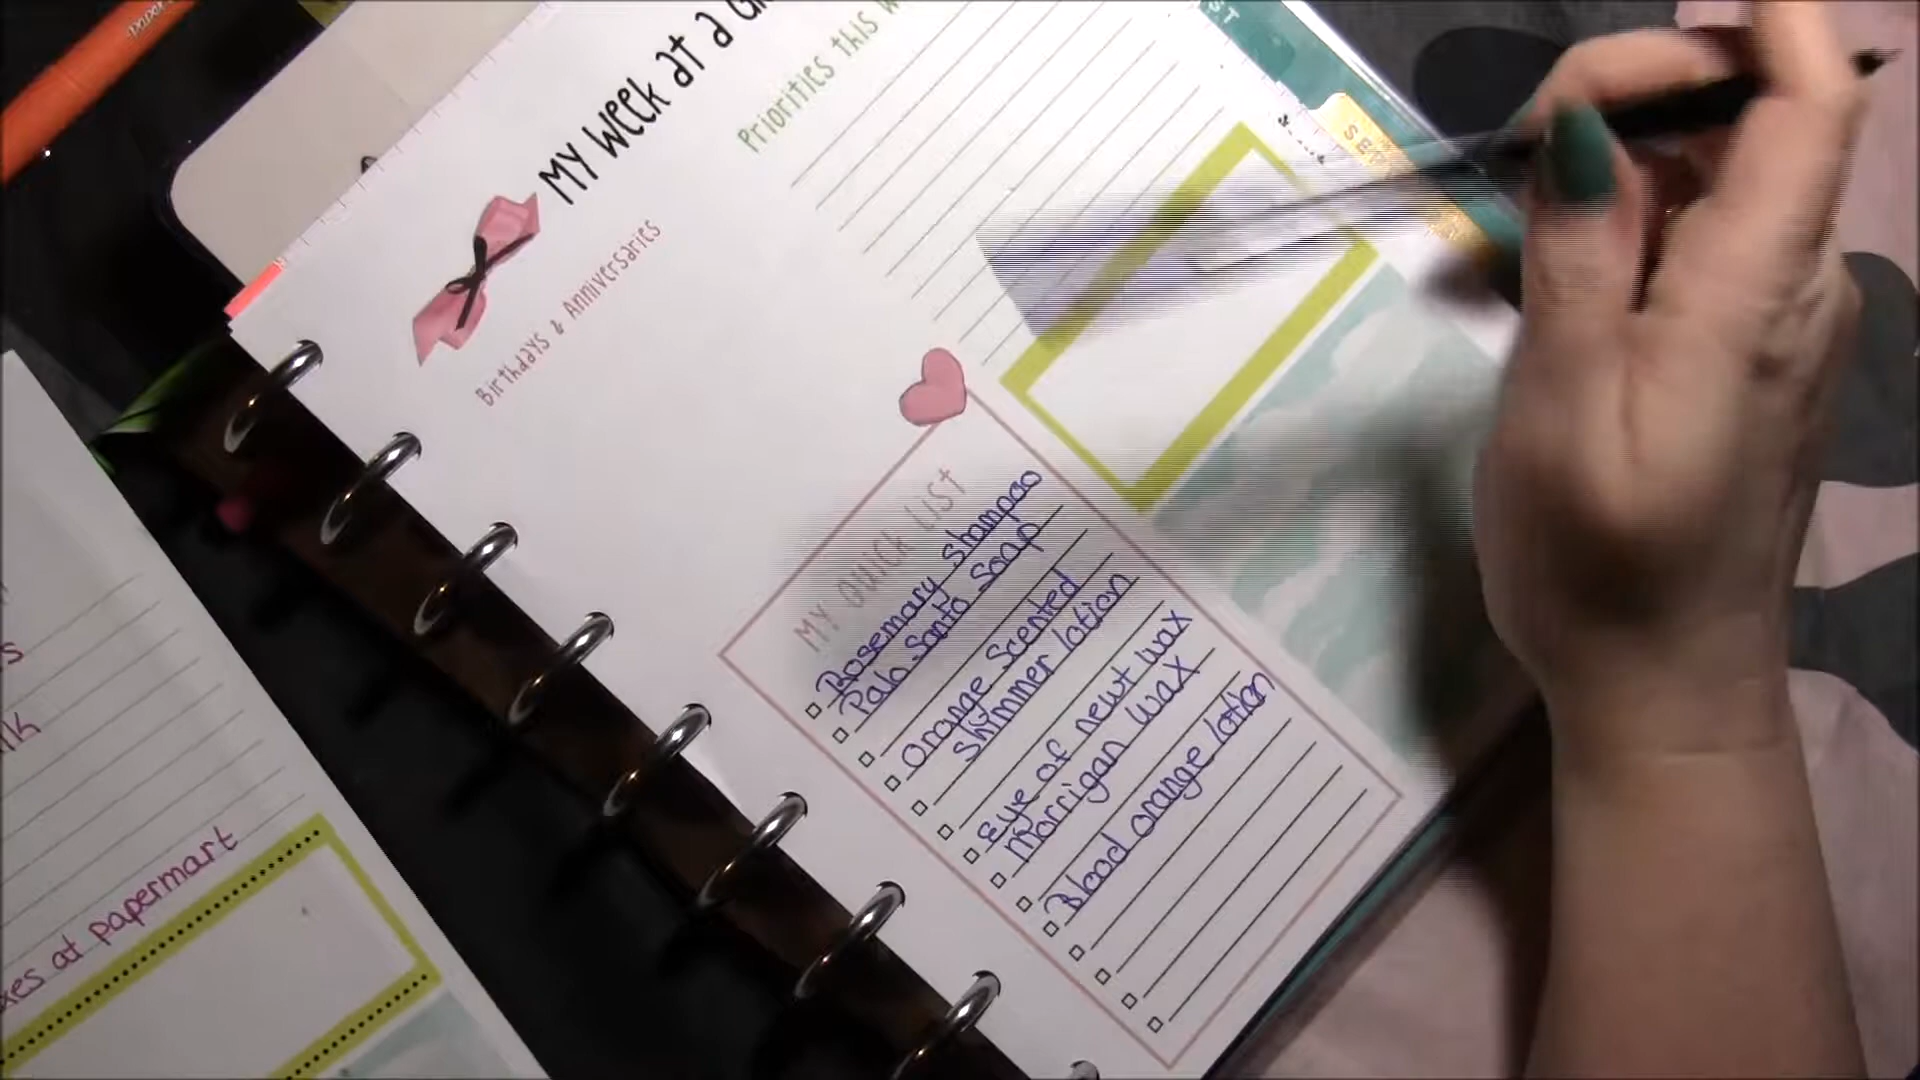 MY Week at a
Priorities this
Birthdays & Anniversaries
MY QUICK LIST
Rosemary shampoo
Palo Santo Soap
Orange Scented
Shimmer lotion
Eye of newt wax
Morrigan wax
Blood orange lotion
at papermart